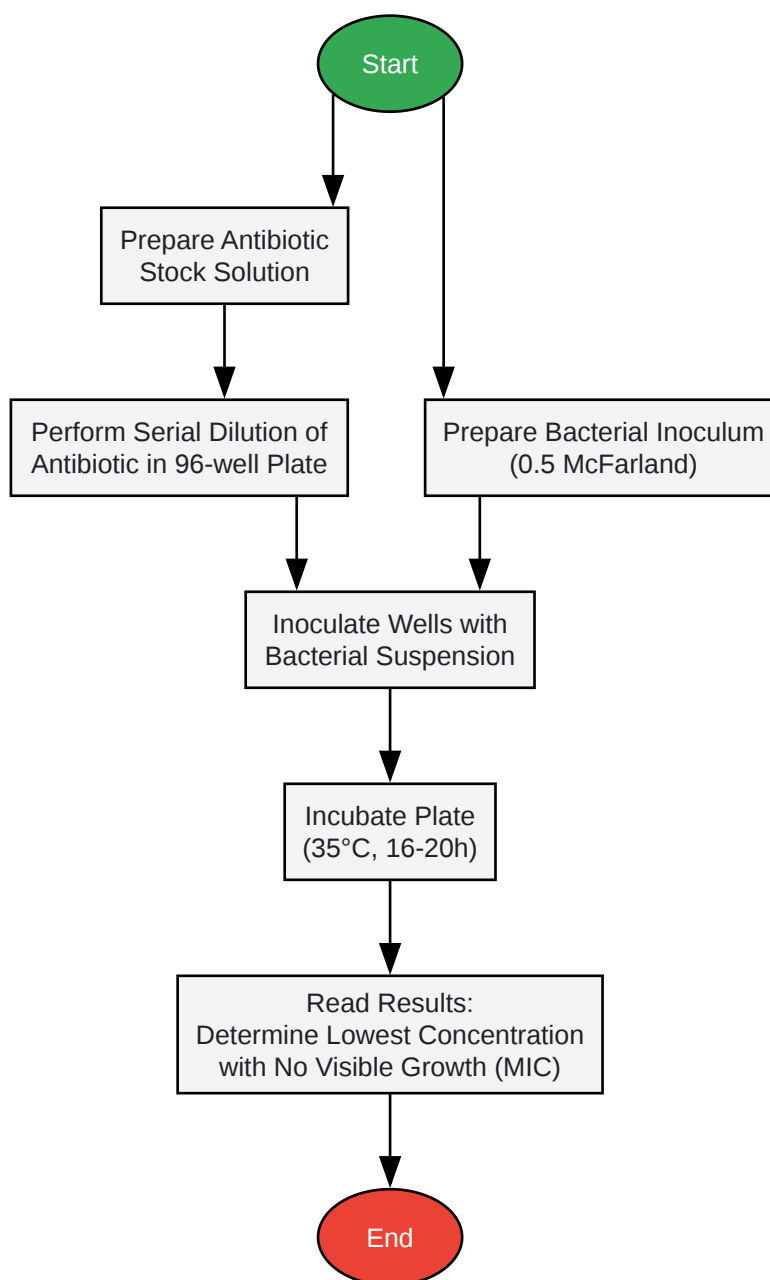 Start
Prepare Antibiotic
Stock Solution
Perform Serial Dilution of
Antibiotic in 96-well Plate
Prepare Bacterial Inoculum
(0.5 McFarland)
Inoculate Wells with
Bacterial Suspension
Incubate Plate
(35°C, 16-20h)
Read Results:
Determine Lowest Concentration
with No Visible Growth (MIC)
End